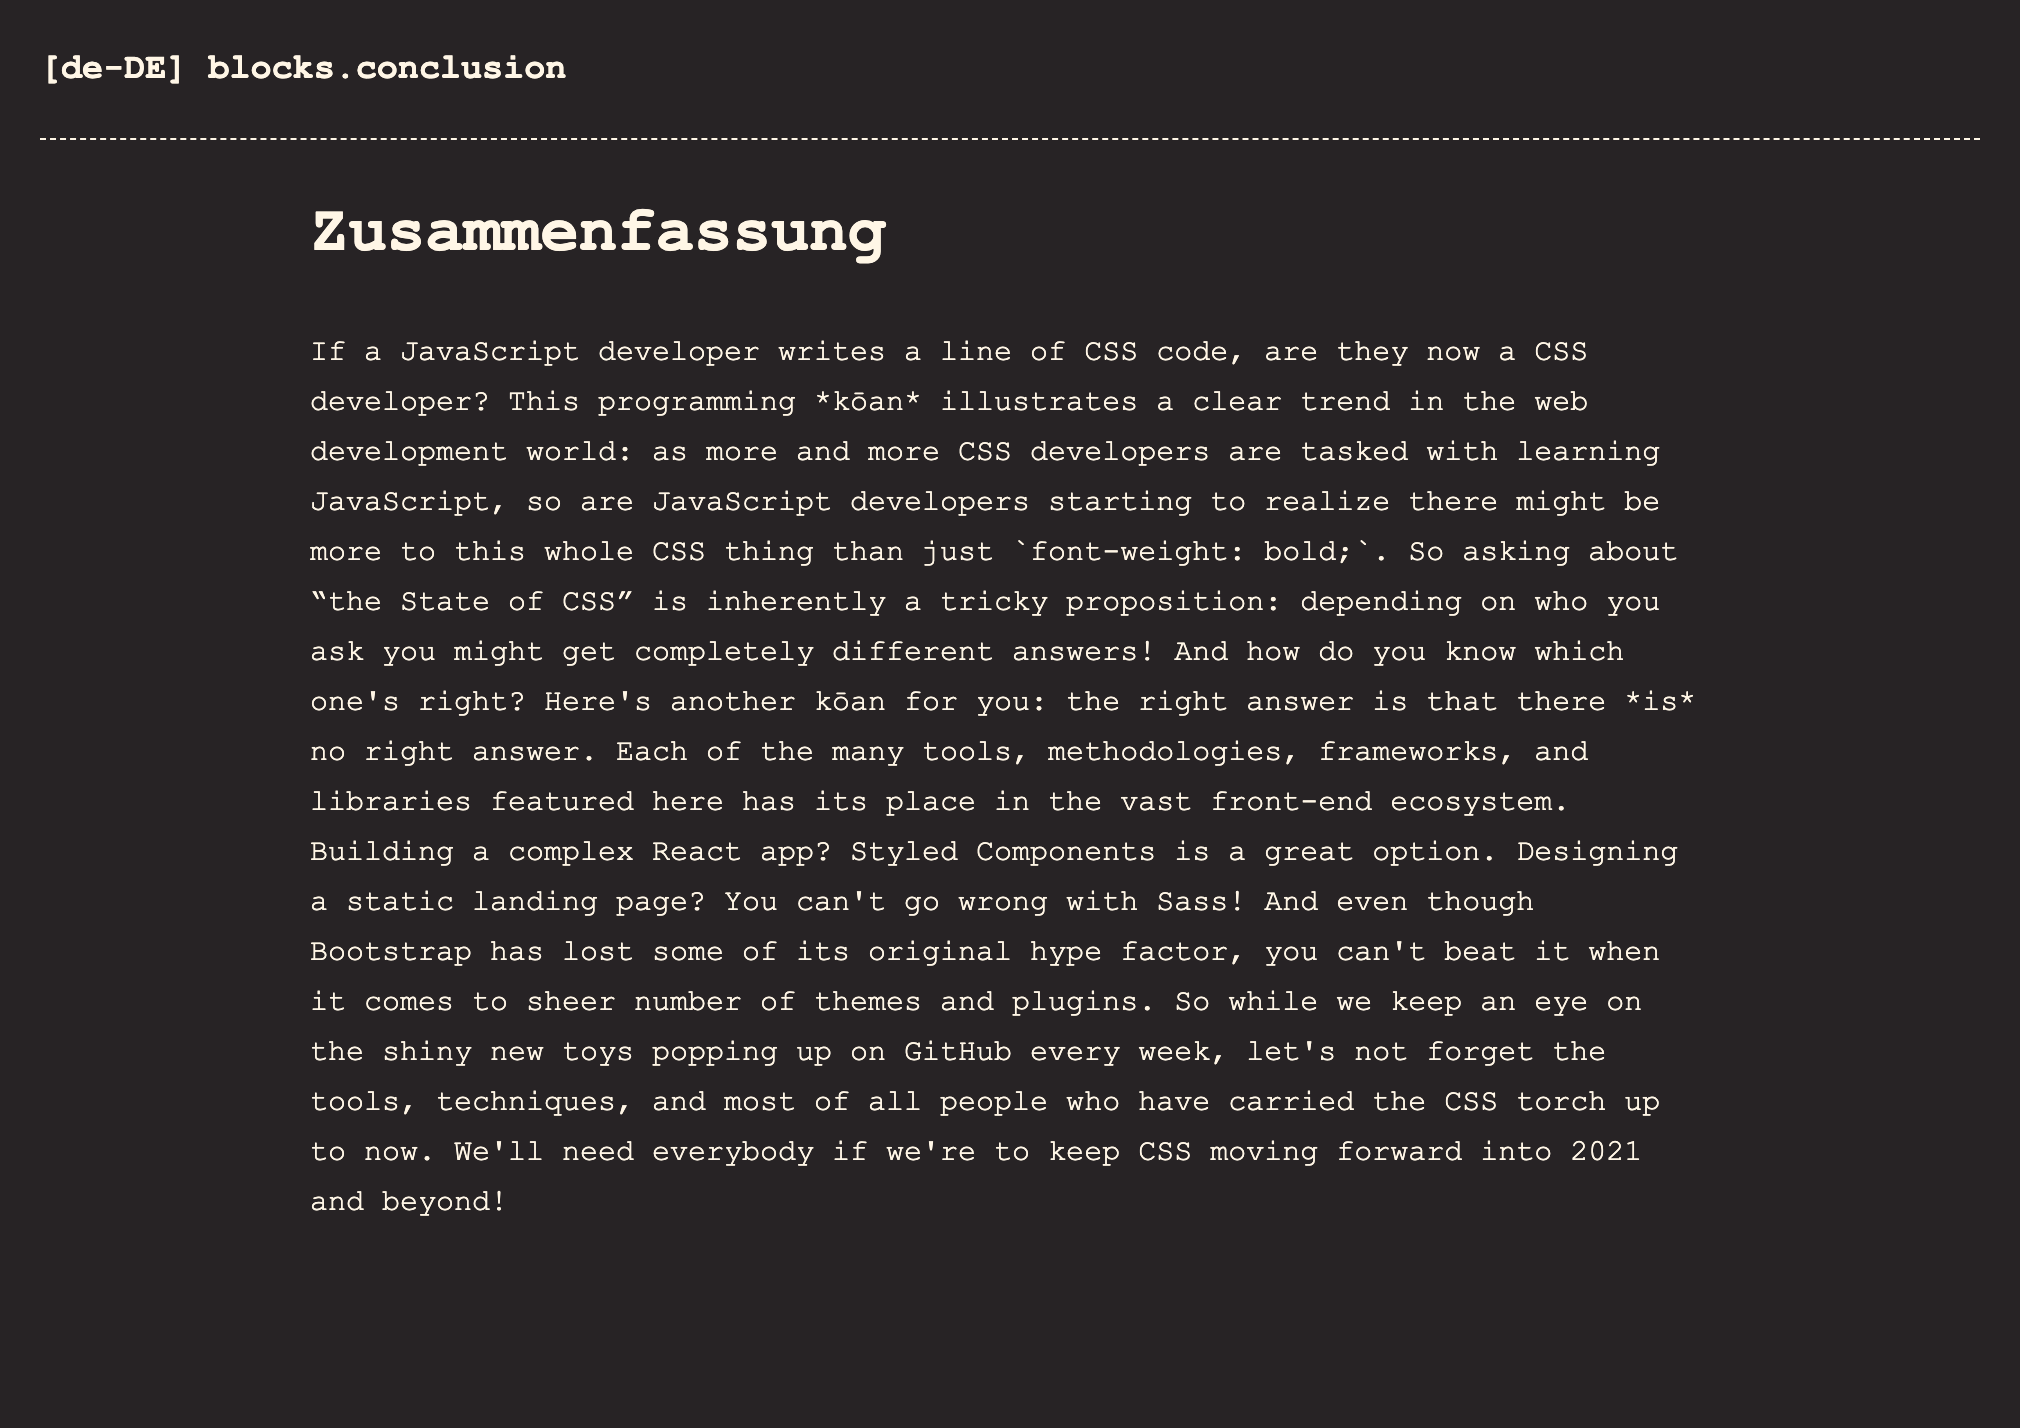 [de-DE] blocks.conclusion
Zusammenfassung
If a JavaScript developer writes a line of CSS code, are they now a CSS
developer? This programming *kōan* illustrates a clear trend in the web
development world: as more and more CSS developers are tasked with learning
JavaScript, so are JavaScript developers starting to realize there might be
more to this whole CSS thing than just `font-weight: bold;`. So asking about
“the State of CSS” is inherently a tricky proposition: depending on who you
ask you might get completely different answers! And how do you know which
one's right? Here's another kōan for you: the right answer is that there *is*
no right answer. Each of the many tools, methodologies, frameworks, and
libraries featured here has its place in the vast front-end ecosystem.
Building a complex React app? Styled Components is a great option. Designing
a static landing page? You can't go wrong with Sass! And even though
Bootstrap has lost some of its original hype factor, you can't beat it when
it comes to sheer number of themes and plugins. So while we keep an eye on
the shiny new toys popping up on GitHub every week, let's not forget the
tools, techniques, and most of all people who have carried the CSS torch up
to now. We'll need everybody if we're to keep CSS moving forward into 2021
and beyond!